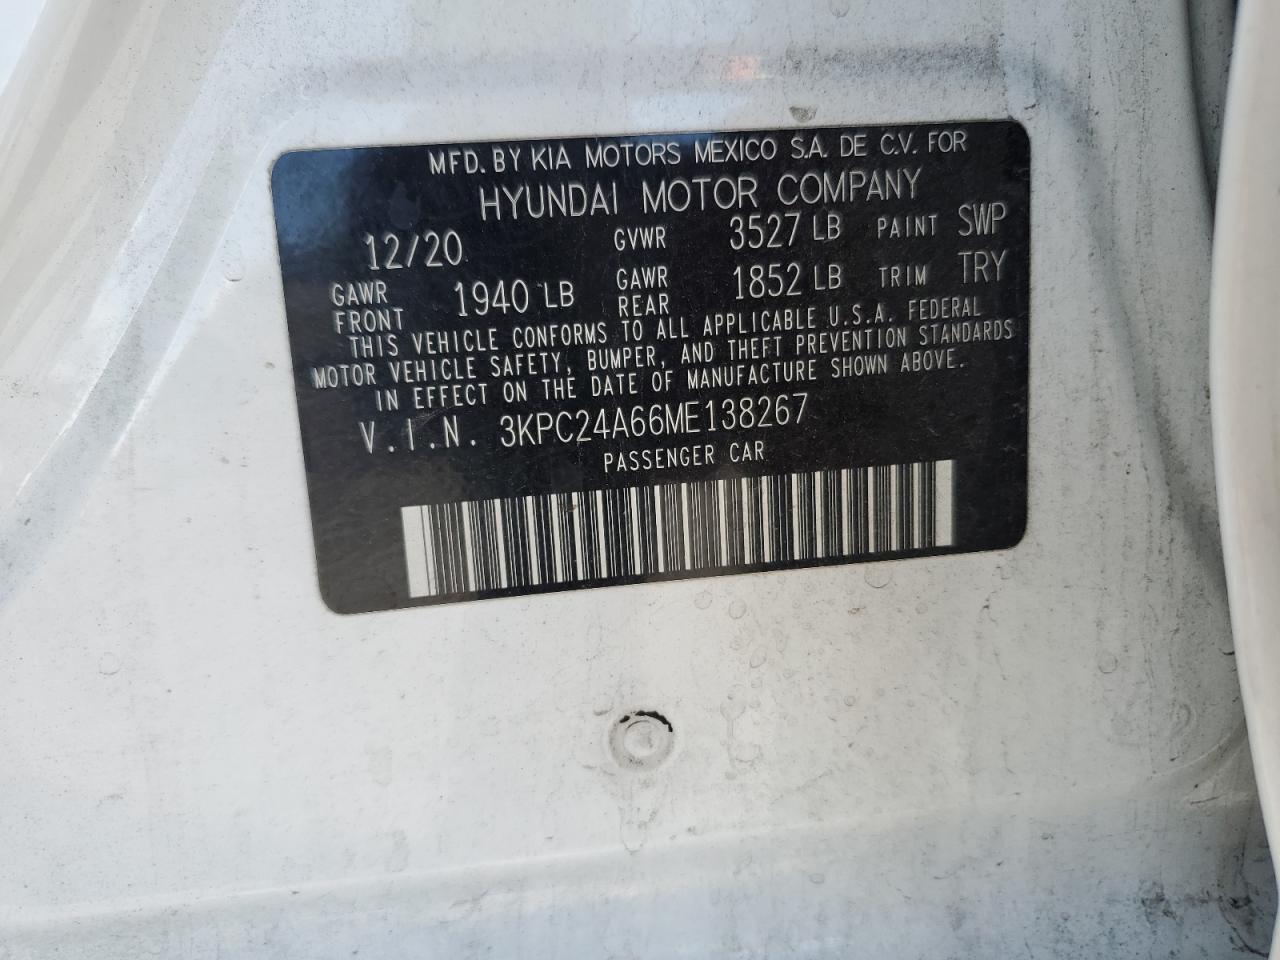 MFD. BY KIA MOTORS MEXICO S.A. DE C.V. FOR
HYUNDAI MOTOR COMPANY
12/20 GVWR 3527 LB PAINT SWP
GAWR FRONT 1940 LB GAWR REAR 1852 LB TRIM TRY
THIS VEHICLE CONFORMS TO ALL APPLICABLE U.S.A. FEDERAL
MOTOR VEHICLE SAFETY, BUMPER, AND THEFT PREVENTION STANDARDS
IN EFFECT ON THE DATE OF MANUFACTURE SHOWN ABOVE.
V.I.N. 3KPC24A66ME138267
PASSENGER CAR